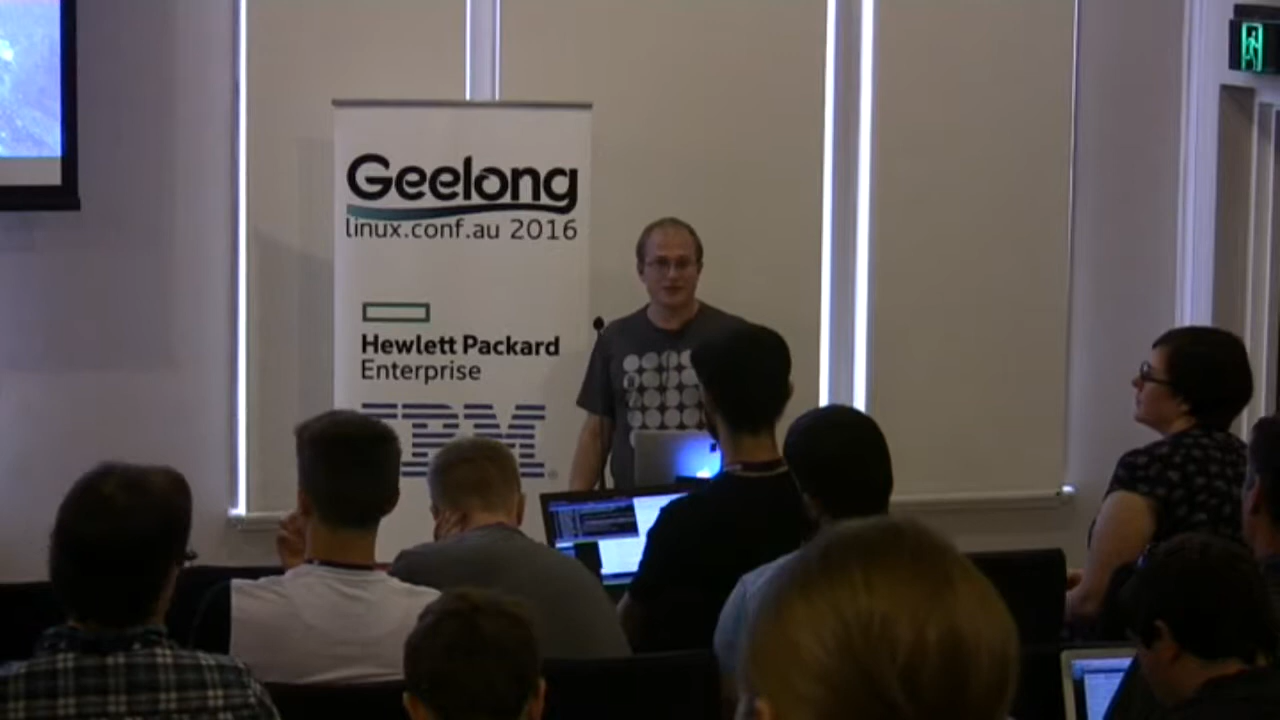 Geelong
linux.conf.au 2016
Hewlett Packard
Enterprise
IBM